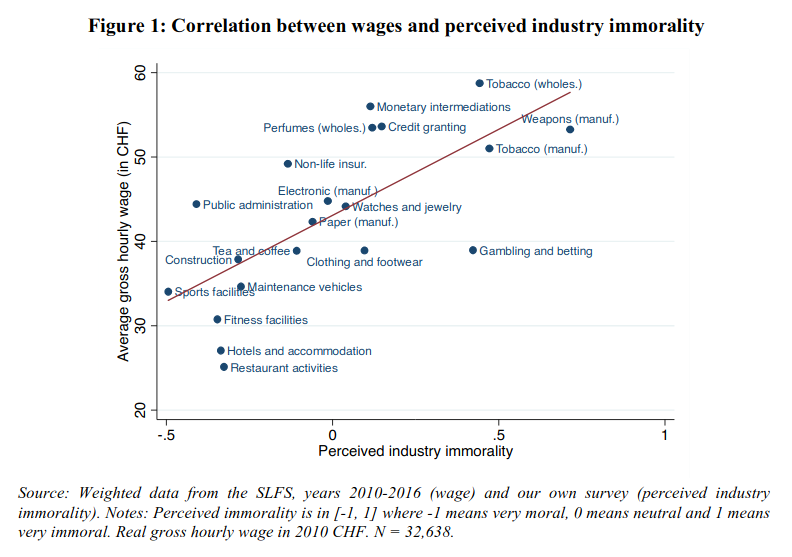 Figure 1: Correlation between wages and perceived industry immorality
Average gross hourly wage (in CHF)
60
50
40
30
20
Tobacco (wholes.)
Monetary intermediations
Weapons (manuf.)
Perfumes (wholes.)
Credit granting
Tobacco (manuf.)
Non-life insur.
Electronic (manuf.)
Public administration
Watches and jewelry
Paper (manuf.)
Tea and coffee
Gambling and betting
Construction
Clothing and footwear
Sports facilities
Maintenance vehicles
Fitness facilities
Hotels and accommodation
Restaurant activities
-.5
0
.5
1
Perceived industry immorality
Source: Weighted data from the SLFS, years 2010-2016 (wage) and our own survey (perceived industry
immorality). Notes: Perceived immorality is in [-1, 1] where -1 means very moral, 0 means neutral and 1 means
very immoral. Real gross hourly wage in 2010 CHF. N = 32,638.